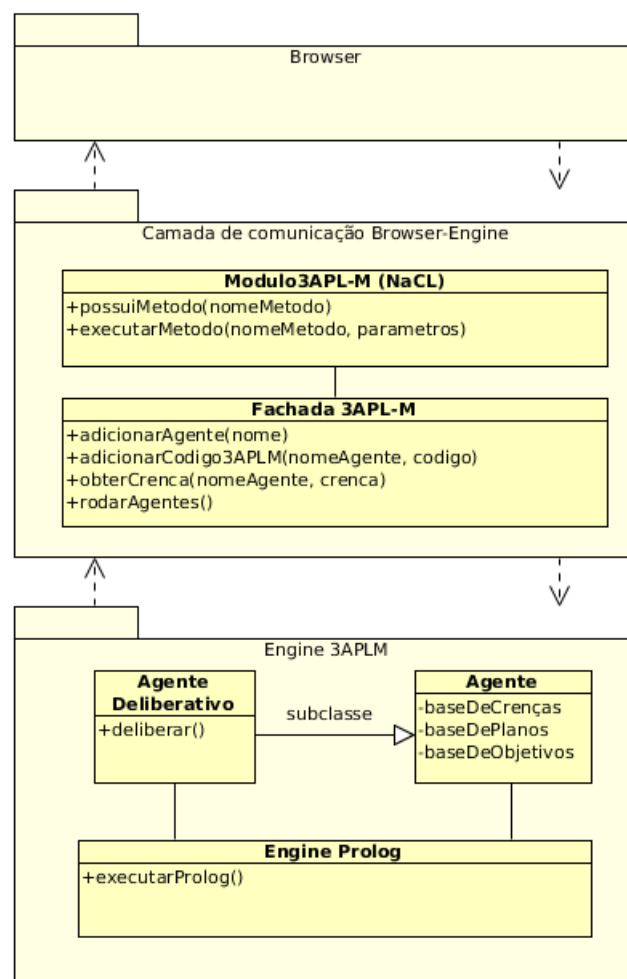 Browser
Camada de comunicação Browser-Engine
Modulo3APL-M (NaCL)
+possuiMetodo(nomeMetodo)
+executarMetodo(nomeMetodo, parametros)
Fachada 3APL-M
+adicionarAgente(nome)
+adicionarCodigo3APLM(nomeAgente, codigo)
+obterCrenca(nomeAgente, crenca)
+rodarAgentes()
Engine 3APLM
Agente
Deliberativo
+deliberar()
subclasse
Agente
-baseDeCrenças
-baseDePlanos
-baseDeObjetivos
Engine Prolog
+executarProlog()